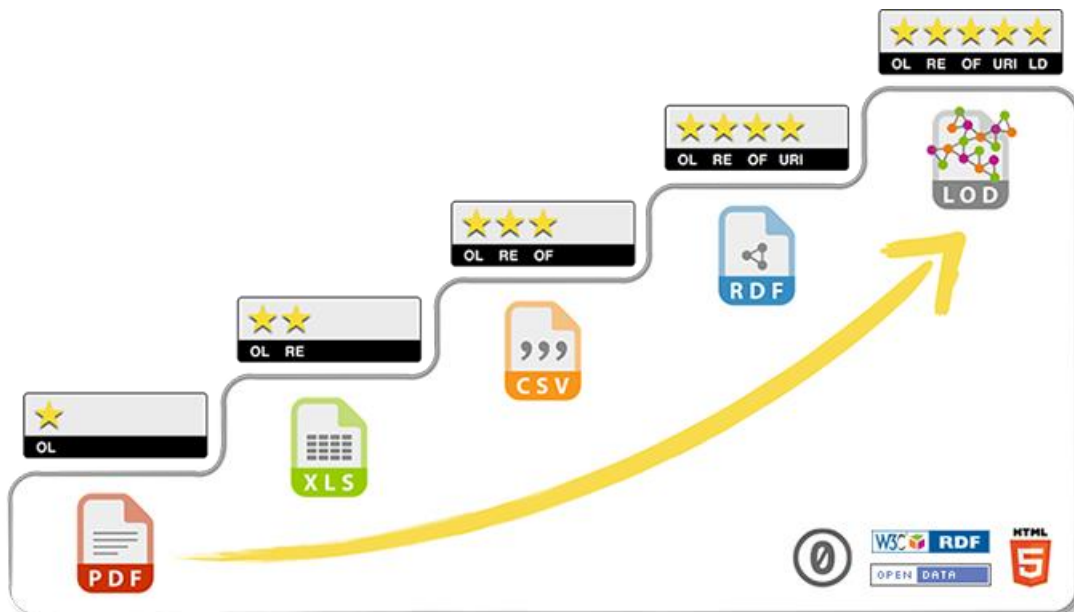 OL RE OF URI LD
LOD
OL RE OF URI
RDF
OL RE OF
CSV
OL RE
XLS
OL
PDF
0
W3C RDF
OPEN DATA
HTML
5